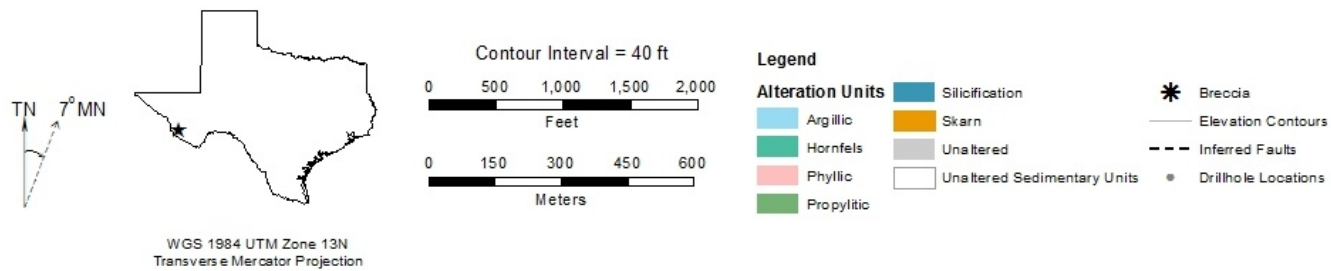 TN 7° MN
WGS 1984 UTM Zone 13N
Transverse Mercator Projection
Contour Interval = 40 ft
0 500 1,000 1,500 2,000
Feet
0 150 300 450 600
Meters
Legend
Alteration Units
Argillic
Hornfels
Phyllic
Propylitic
Silicification
Skarn
Unaltered
Unaltered Sedimentary Units
Breccia
Elevation Contours
Inferred Faults
Drillhole Locations